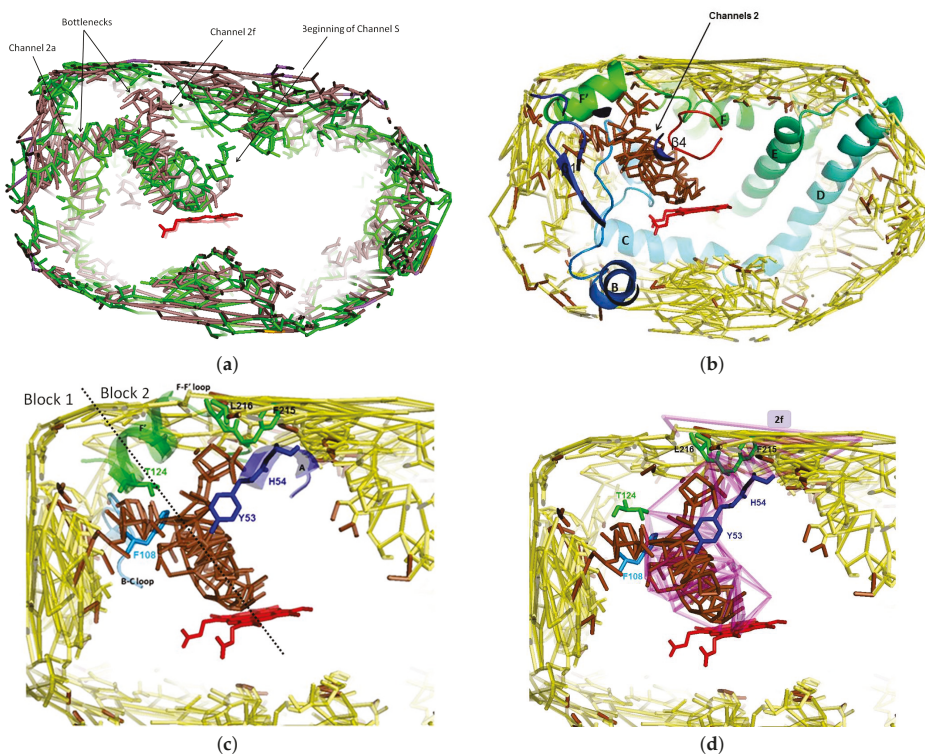 Bottlenecks
Channel 2f
Beginning of Channel S
Channel 2a
(a)
Channels 2
F'
F
β4
E
D
C
B
(b)
Block 1
Block 2
F-F' loop
L216
F215
F'
T124
A
H54
Y53
F108
B-C loop
(c)
2f
L216
F215
T124
H54
Y53
F108
(d)